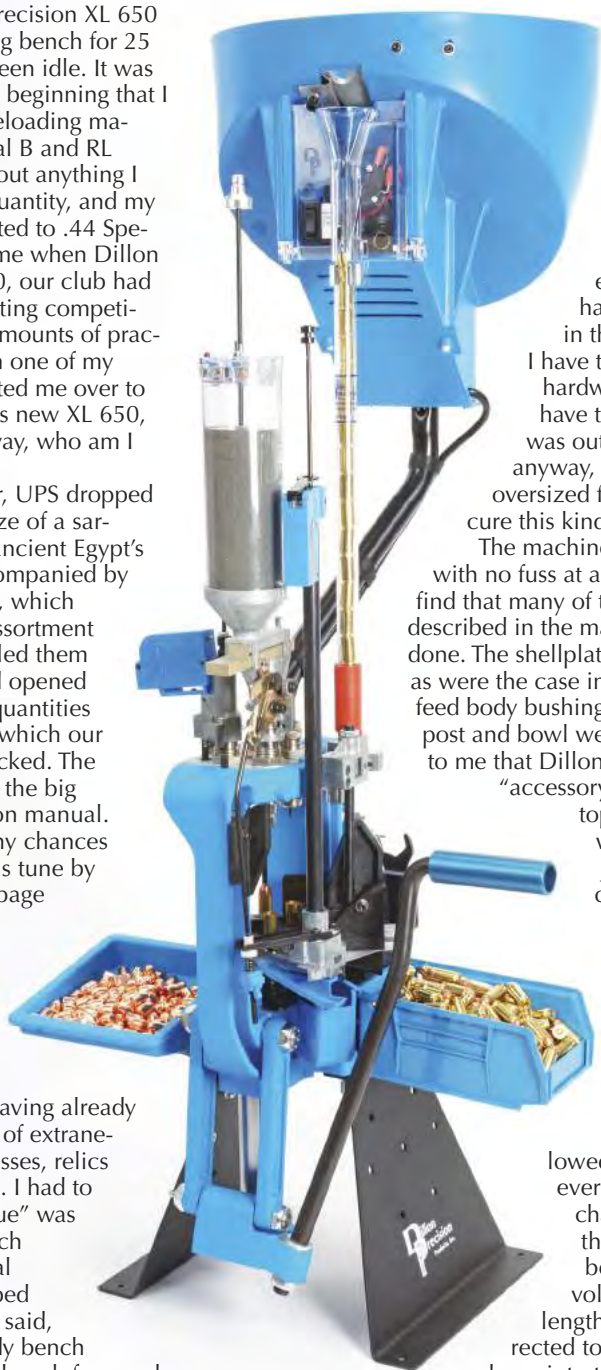 recision XL 650
g bench for 25
een idle. It was
beginning that I
eloading ma-
al B and RL
out anything I
uantity, and my
ted to .44 Spe-
me when Dillon
0, our club had
ting competi-
mounts of prac-
n one of my
ted me over to
s new XL 650,
way, who am I
r, UPS dropped
ze of a sar-
ncient Egypt's
ompanied by
, which
ssortment
led them
d opened
quantities
which our
cked. The
the big
on manual.
ny chances
s tune by
page
aving already
of extrane-
sses, relics
. I had to
ue” was
ch
al
bed
said,
dy bench
e
ha
in th
I have t
hardw
have t
was out
anyway,
oversized f
cure this kind
The machine
with no fuss at a
find that many of t
described in the ma
done. The shellplat
as were the case in
feed body bushing
post and bowl we
to me that Dillon
“accessory
top
v
c
lowed
ever
ch
th
be
vol
length
rected to
Dillon
Precision
Products, Inc.